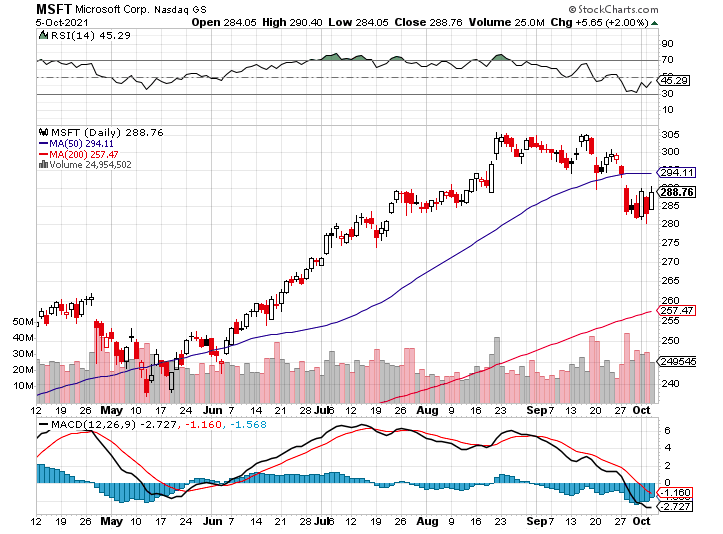 MSFT Microsoft Corp. Nasdaq GS © StockCharts.com
5-Oct-2021 Open 284.05 High 290.40 Low 284.05 Close 288.76 Volume 25.0M Chg +5.65 (+2.00%)
RSI(14) 45.29
90
70
50
45.29
30
10
MSFT (Daily) 288.76
MA(50) 294.11
MA(200) 257.47
Volume 24,954,502
305
300
294.11
288.76
285
280
275
270
265
260
257.47
255
250
249545
240
50M
40M
30M
20M
10M
12 19 26 May 10 17 24 Jun 7 14 21 28 Jul 6 12 19 26 Aug 9 16 23 Sep 7 13 20 27 Oct
MACD(12,26,9) -2.727, -1.160, -1.568
6
4
2
0
-1.160
-2.727
12 19 26 May 10 17 24 Jun 7 14 21 28 Jul 6 12 19 26 Aug 9 16 23 Sep 7 13 20 27 Oct